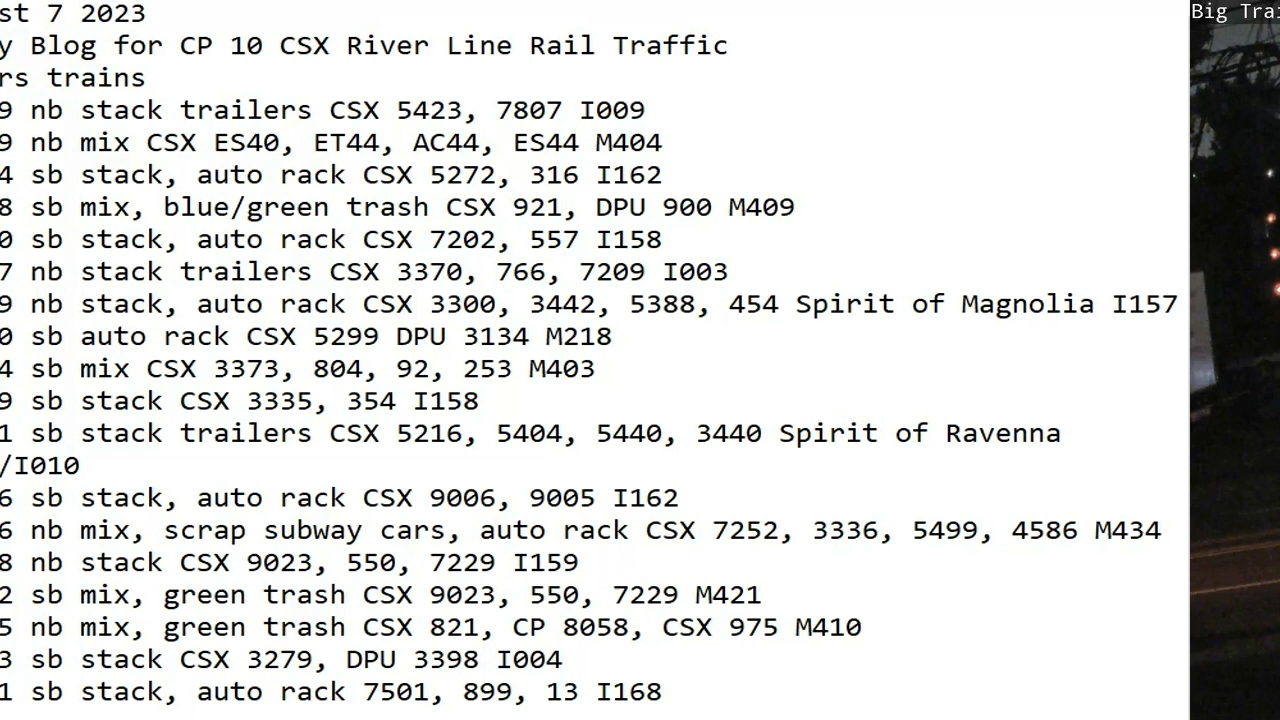 st 7 2023
y Blog for CP 10 CSX River Line Rail Traffic
rs trains
9 nb stack trailers CSX 5423, 7807 I009
9 nb mix CSX ES40, ET44, AC44, ES44 M404
4 sb stack, auto rack CSX 5272, 316 I162
8 sb mix, blue/green trash CSX 921, DPU 900 M409
0 sb stack, auto rack CSX 7202, 557 I158
7 nb stack trailers CSX 3370, 766, 7209 I003
9 nb stack, auto rack CSX 3300, 3442, 5388, 454 Spirit of Magnolia I157
0 sb auto rack CSX 5299 DPU 3134 M218
4 sb mix CSX 3373, 804, 92, 253 M403
9 sb stack CSX 3335, 354 I158
1 sb stack trailers CSX 5216, 5404, 5440, 3440 Spirit of Ravenna
/I010
6 sb stack, auto rack CSX 9006, 9005 I162
6 nb mix, scrap subway cars, auto rack CSX 7252, 3336, 5499, 4586 M434
8 nb stack CSX 9023, 550, 7229 I159
2 sb mix, green trash CSX 9023, 550, 7229 M421
5 nb mix, green trash CSX 821, CP 8058, CSX 975 M410
3 sb stack CSX 3279, DPU 3398 I004
1 sb stack, auto rack 7501, 899, 13 I168
Big Trai